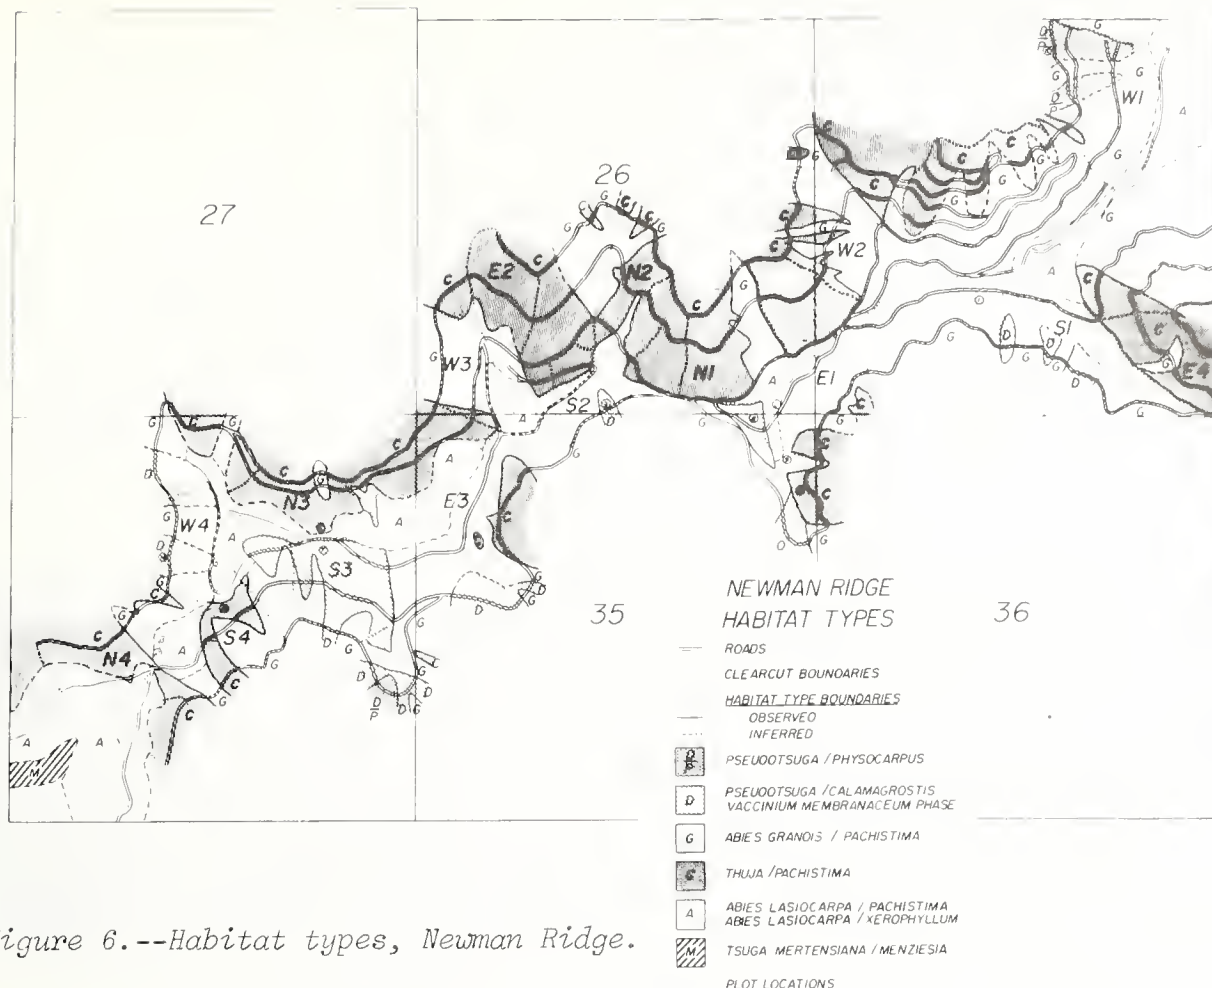 27
26
W1
W2
E2
N2
W3
N1
S1
E4
E1
S2
N3
E3
W4
S3
S4
N4
35
36
NEWMAN RIDGE
HABITAT TYPES
ROADS
CLEARCUT BOUNDARIES
HABITAT TYPE BOUNDARIES
OBSERVED
INFERRED
PSEUOOTSUGA / PHYSOCARPUS
D
PSEUOOTSUGA / CALAMAGROSTIS
VACCINIUM MEMBRANACEUM PHASE
G
ABIES GRANOIS / PACHISTIMA
C
THUJA / PACHISTIMA
A
ABIES LASIOCARPA / PACHISTIMA
ABIES LASIOCARPA / XEROPHYLLUM
M
TSUGA MERTENSIANA / MENZIESIA
PLOT LOCATIONS
igure 6.--Habitat types, Newman Ridge.